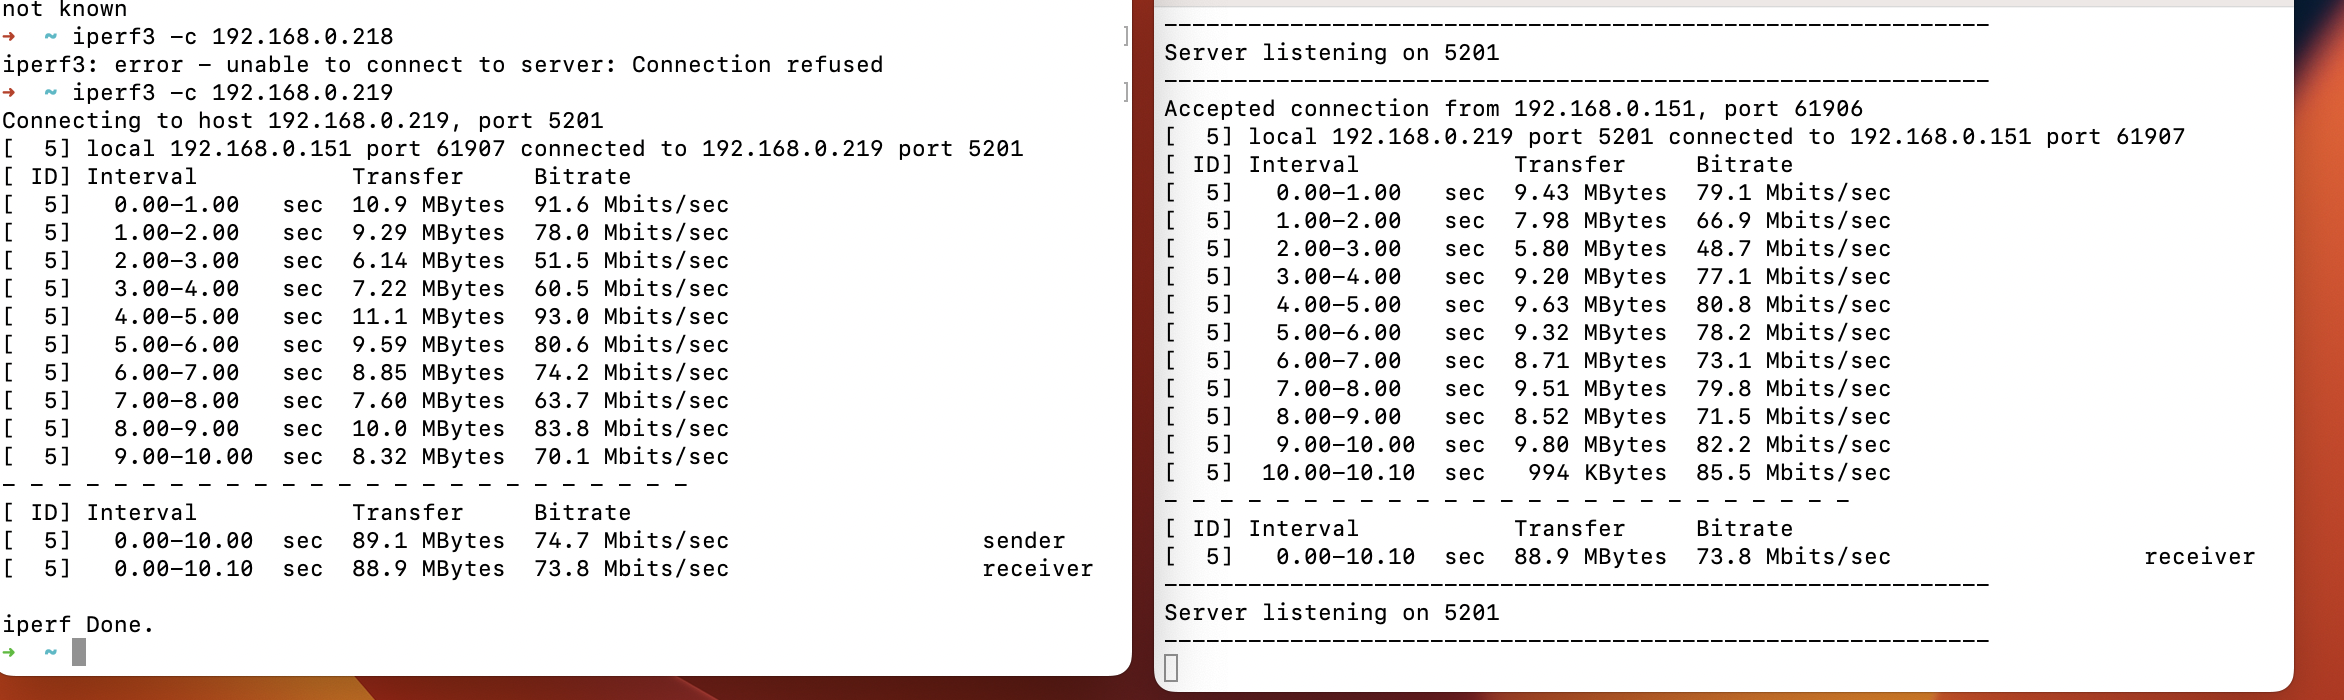 not known
➜  ~ iperf3 -c 192.168.0.218
iperf3: error - unable to connect to server: Connection refused
➜  ~ iperf3 -c 192.168.0.219
Connecting to host 192.168.0.219, port 5201
[  5] local 192.168.0.151 port 61907 connected to 192.168.0.219 port 5201
[ ID] Interval           Transfer     Bitrate
[  5]   0.00-1.00   sec  10.9 MBytes  91.6 Mbits/sec
[  5]   1.00-2.00   sec  9.29 MBytes  78.0 Mbits/sec
[  5]   2.00-3.00   sec  6.14 MBytes  51.5 Mbits/sec
[  5]   3.00-4.00   sec  7.22 MBytes  60.5 Mbits/sec
[  5]   4.00-5.00   sec  11.1 MBytes  93.0 Mbits/sec
[  5]   5.00-6.00   sec  9.59 MBytes  80.6 Mbits/sec
[  5]   6.00-7.00   sec  8.85 MBytes  74.2 Mbits/sec
[  5]   7.00-8.00   sec  7.60 MBytes  63.7 Mbits/sec
[  5]   8.00-9.00   sec  10.0 MBytes  83.8 Mbits/sec
[  5]   9.00-10.00  sec  8.32 MBytes  70.1 Mbits/sec
- - - - - - - - - - - - - - - - - - - - - - - - -
[ ID] Interval           Transfer     Bitrate
[  5]   0.00-10.00  sec  89.1 MBytes  74.7 Mbits/sec                  sender
[  5]   0.00-10.10  sec  88.9 MBytes  73.8 Mbits/sec                  receiver

iperf Done.
➜  ~
-----------------------------------------------------------
Server listening on 5201
-----------------------------------------------------------
Accepted connection from 192.168.0.151, port 61906
[  5] local 192.168.0.219 port 5201 connected to 192.168.0.151 port 61907
[ ID] Interval           Transfer     Bitrate
[  5]   0.00-1.00   sec  9.43 MBytes  79.1 Mbits/sec
[  5]   1.00-2.00   sec  7.98 MBytes  66.9 Mbits/sec
[  5]   2.00-3.00   sec  5.80 MBytes  48.7 Mbits/sec
[  5]   3.00-4.00   sec  9.20 MBytes  77.1 Mbits/sec
[  5]   4.00-5.00   sec  9.63 MBytes  80.8 Mbits/sec
[  5]   5.00-6.00   sec  9.32 MBytes  78.2 Mbits/sec
[  5]   6.00-7.00   sec  8.71 MBytes  73.1 Mbits/sec
[  5]   7.00-8.00   sec  9.51 MBytes  79.8 Mbits/sec
[  5]   8.00-9.00   sec  8.52 MBytes  71.5 Mbits/sec
[  5]   9.00-10.00  sec  9.80 MBytes  82.2 Mbits/sec
[  5]  10.00-10.10  sec   994 KBytes  85.5 Mbits/sec
- - - - - - - - - - - - - - - - - - - - - - - - -
[ ID] Interval           Transfer     Bitrate
[  5]   0.00-10.10  sec  88.9 MBytes  73.8 Mbits/sec                  receiver
-----------------------------------------------------------
Server listening on 5201
-----------------------------------------------------------